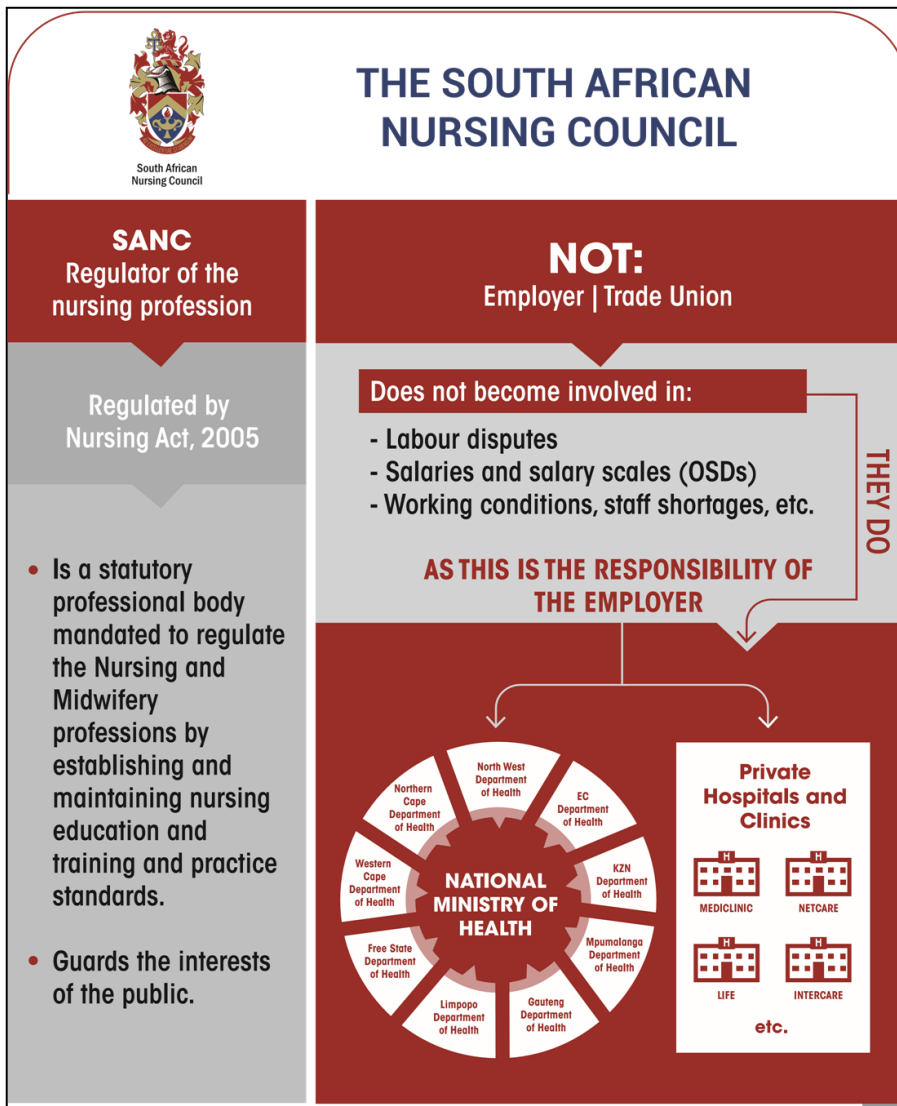 South African
Nursing Council
THE SOUTH AFRICAN
NURSING COUNCIL
SANC
Regulator of the
nursing profession
Regulated by
Nursing Act, 2005
• Is a statutory
professional body
mandated to regulate
the Nursing and
Midwifery
professions by
establishing and
maintaining nursing
education and
training and practice
standards.
• Guards the interests
of the public.
NOT:
Employer | Trade Union
Does not become involved in:
- Labour disputes
- Salaries and salary scales (OSDs)
- Working conditions, staff shortages, etc.
THEY DO
AS THIS IS THE RESPONSIBILITY OF
THE EMPLOYER
NATIONAL
MINISTRY OF
HEALTH
North West
Department
of Health
EC
Department
of Health
KZN
Department
of Health
Mpumalanga
Department
of Health
Gauteng
Department
of Health
Limpopo
Department
of Health
Free State
Department
of Health
Western
Cape
Department
of Health
Northern
Cape
Department
of Health
Private
Hospitals and
Clinics
H
MEDICLINIC
H
NETCARE
H
LIFE
H
INTERCARE
etc.